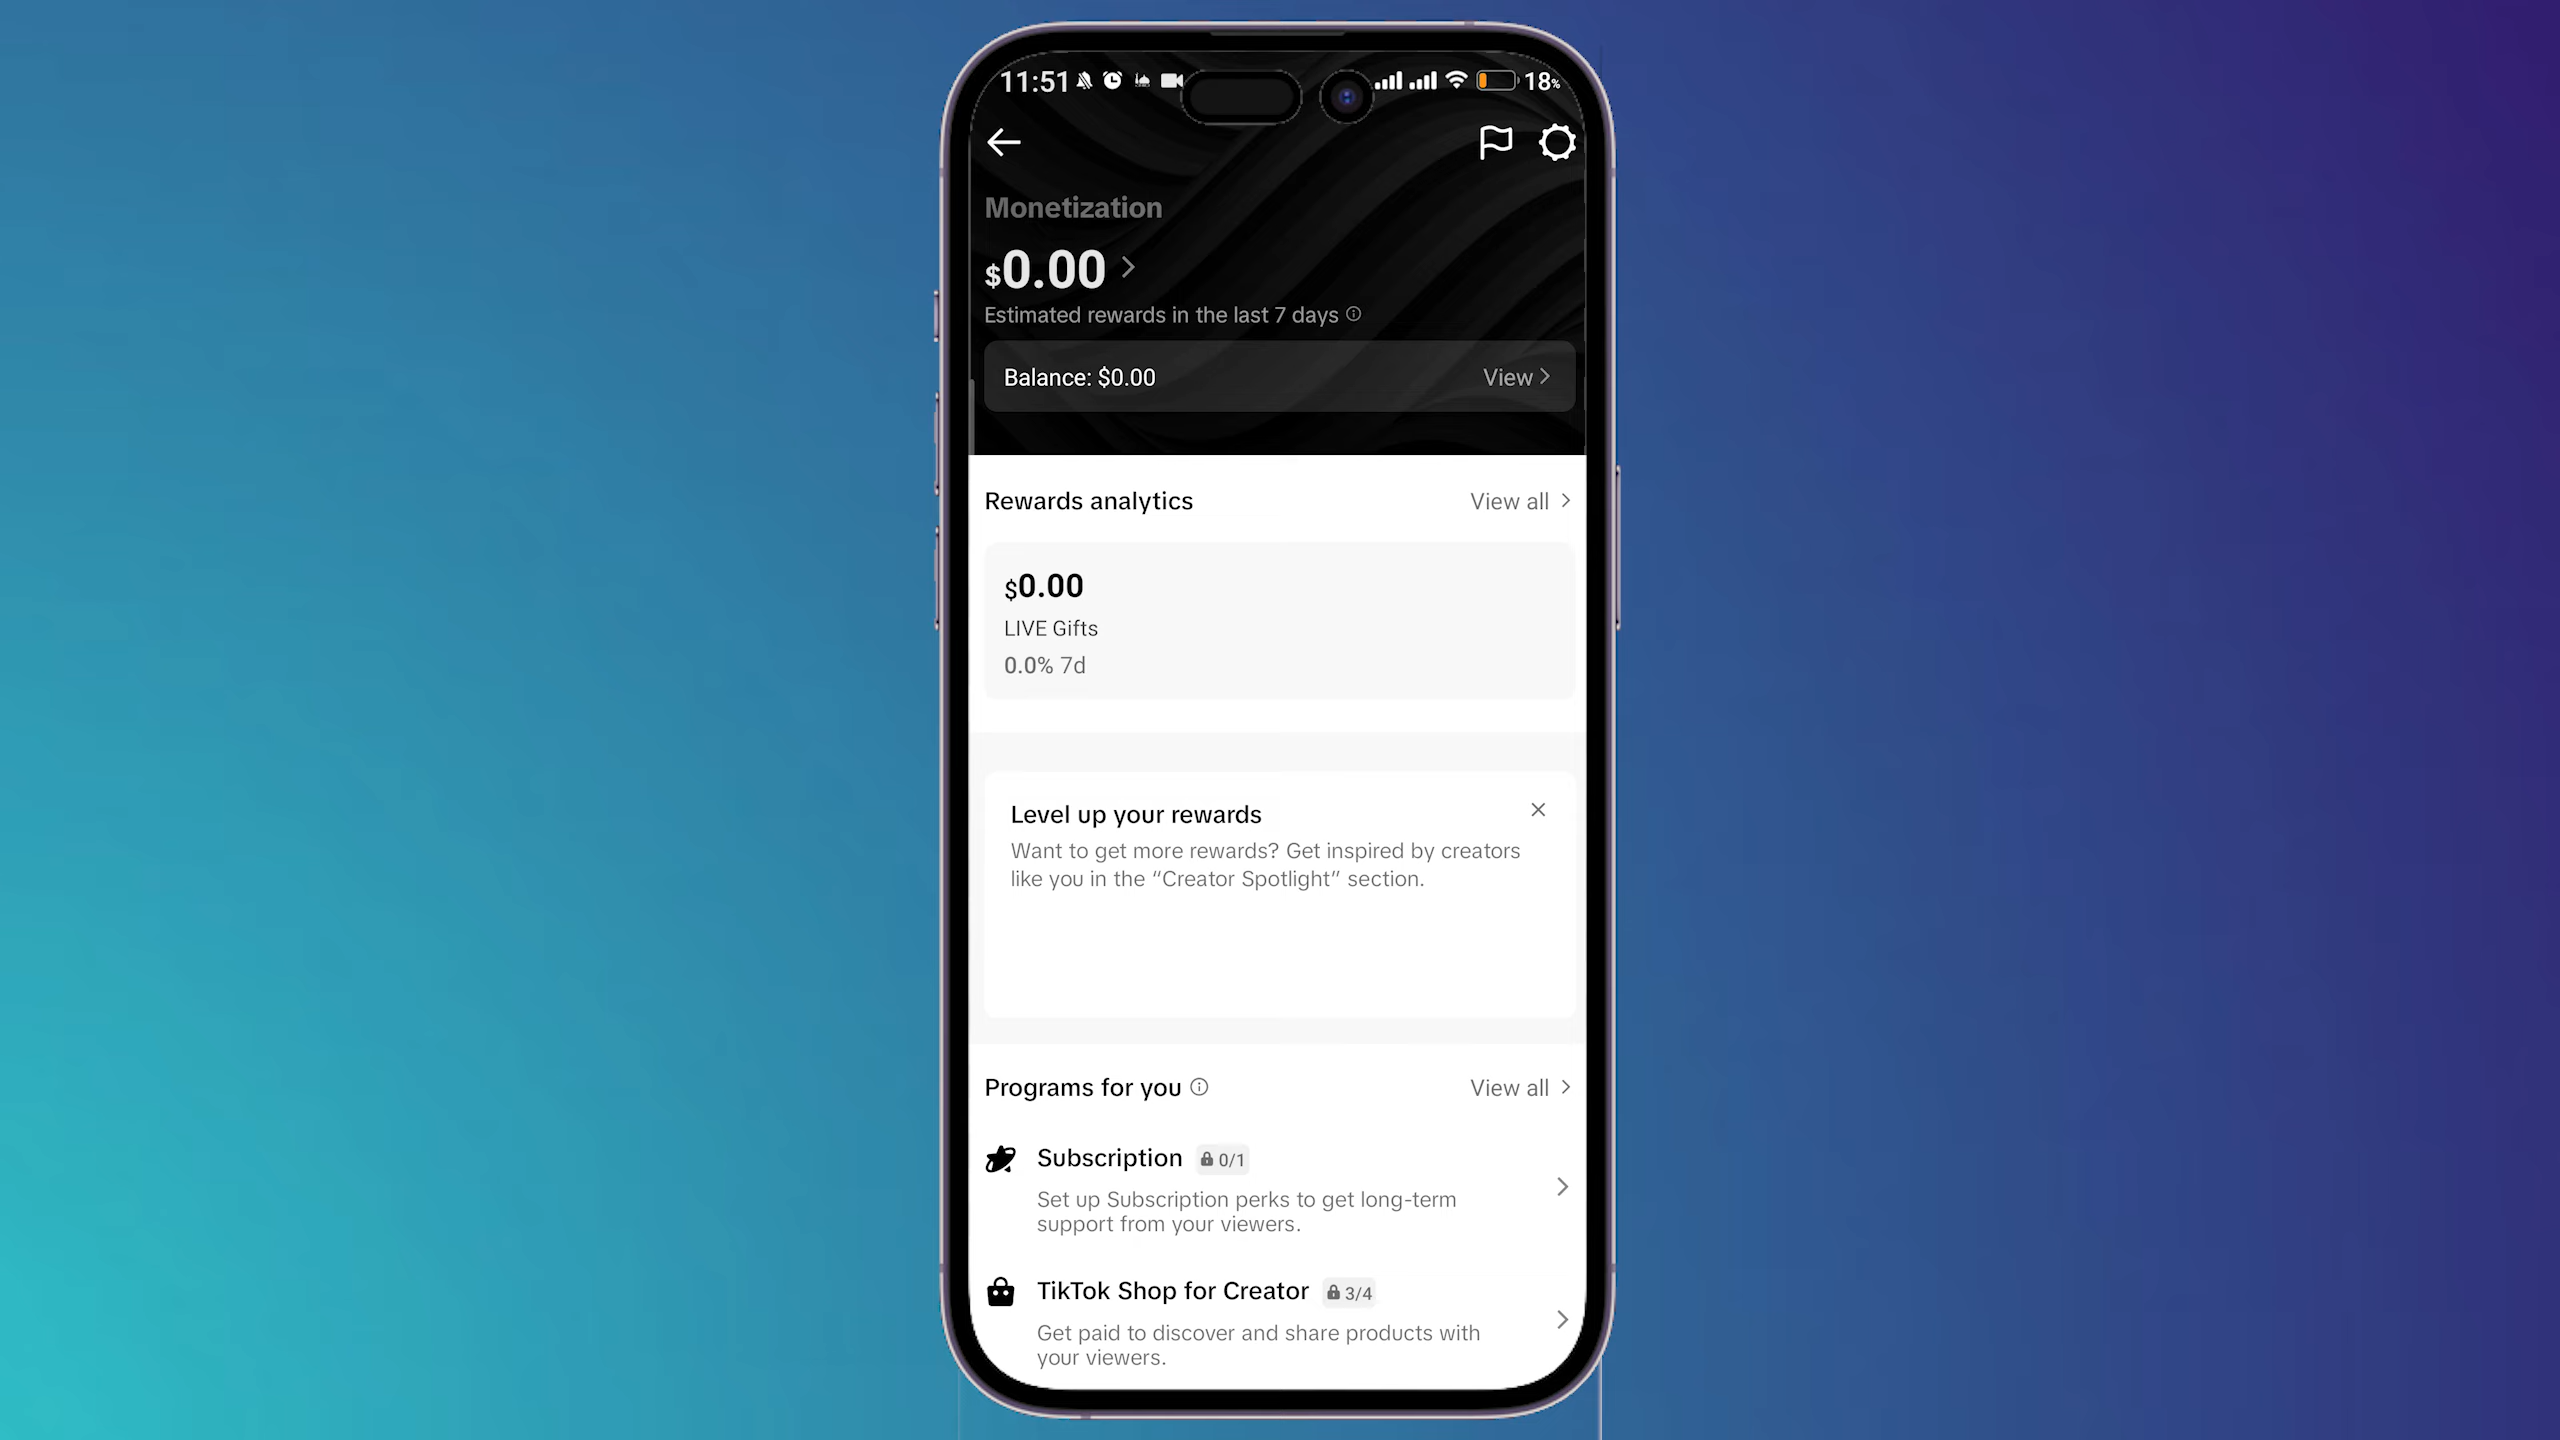 11:51
18%
Monetization
$0.00
Estimated rewards in the last 7 days
Balance: $0.00
View
Rewards analytics
View all
$0.00
LIVE Gifts
0.0% 7d
Level up your rewards
Want to get more rewards? Get inspired by creators
like you in the “Creator Spotlight” section.
Programs for you
View all
Subscription
0/1
Set up Subscription perks to get long-term
support from your viewers.
TikTok Shop for Creator
3/4
Get paid to discover and share products with
your viewers.